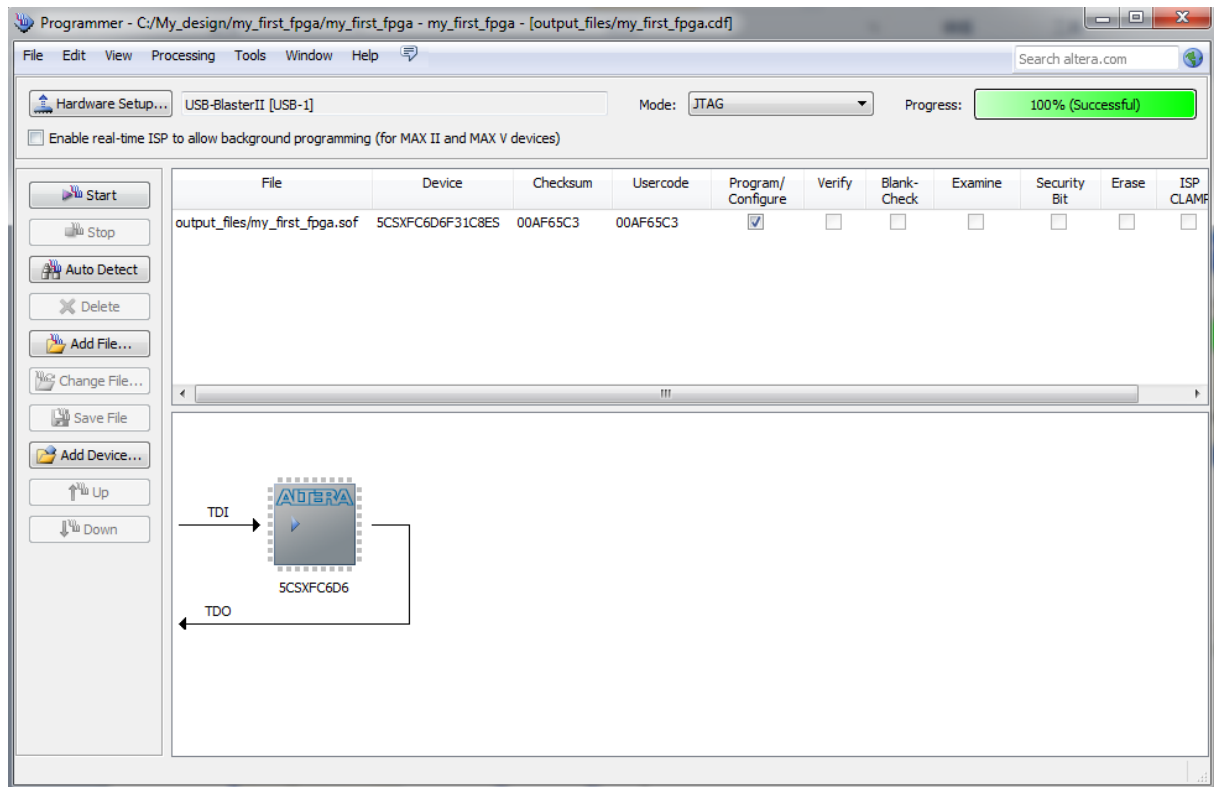 Programmer - C:/My_design/my_first_fpga/my_first_fpga - my_first_fpga - [output_files/my_first_fpga.cdf]
File Edit View Processing Tools Window Help
Search altera.com
Hardware Setup... USB-BlasterII [USB-1] Mode: JTAG Progress: 100% (Successful)
Enable real-time ISP to allow background programming (for MAX II and MAX V devices)
File Device Checksum Usercode Program/ Verify Blank- Examine Security Erase ISP
Configure Check Bit CLAMP
output_files/my_first_fpga.sof 5CSXFC6D6F31C8ES 00AF65C3 00AF65C3
Start
Stop
Auto Detect
Delete
Add File...
Change File...
Save File
Add Device...
Up
Down
ALTERA
TDI
5CSXFC6D6
TDO